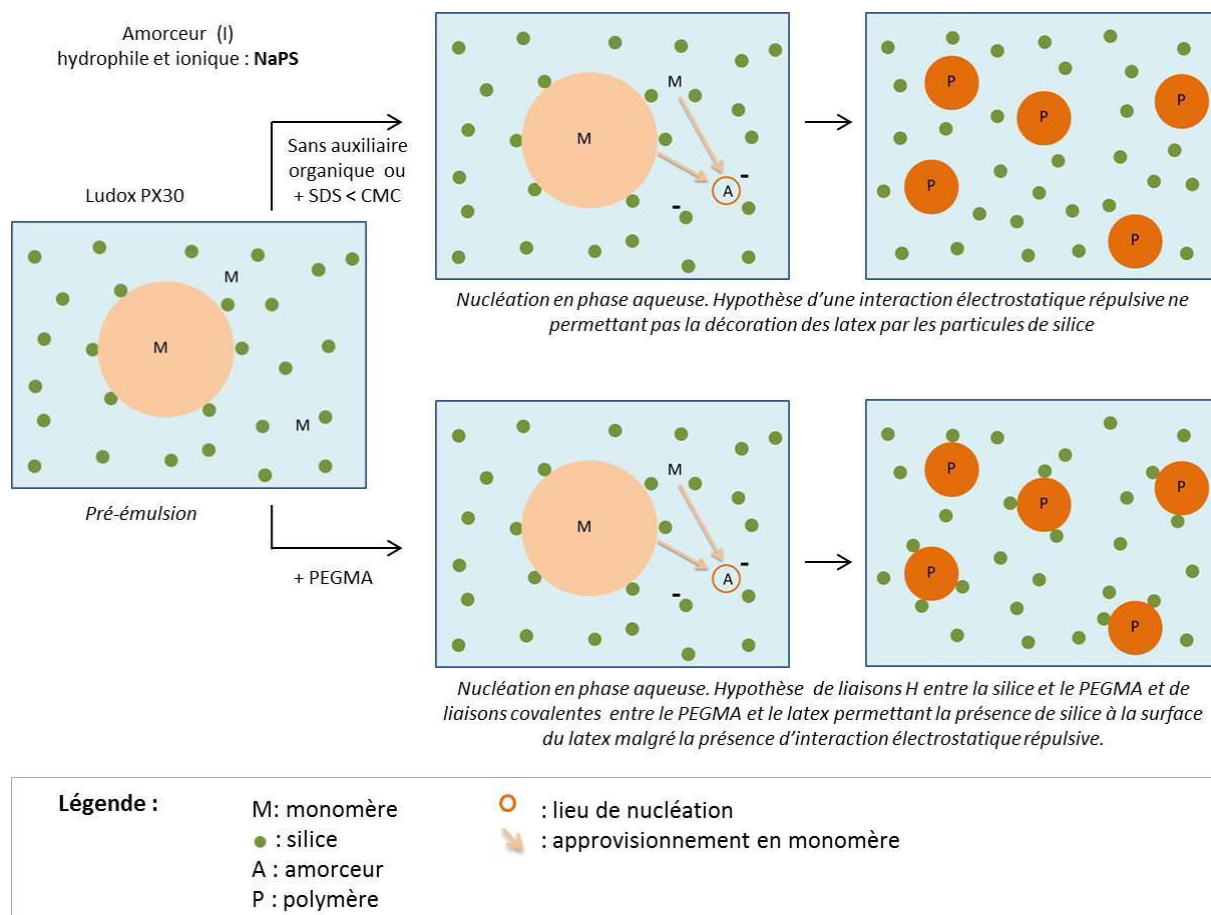 Amorceur (I)
hydrophile et ionique : NaPS
Sans auxiliaire
organique ou
+ SDS < CMC
Ludox PX30
M
M
M
Pré-émulsion
+ PEGMA
M
M
A
-
-
P
P
P
P
P
Nucléation en phase aqueuse. Hypothèse d'une interaction électrostatique répulsive ne
permettant pas la décoration des latex par les particules de silice
M
M
A
-
-
P
P
P
P
P
Nucléation en phase aqueuse. Hypothèse de liaisons H entre la silice et le PEGMA et de
liaisons covalentes entre le PEGMA et le latex permettant la présence de silice à la surface
du latex malgré la présence d'interaction électrostatique répulsive.
Légende :
M: monomère
: silice
A : amorceur
P : polymère
: lieu de nucléation
: approvisionnement en monomère